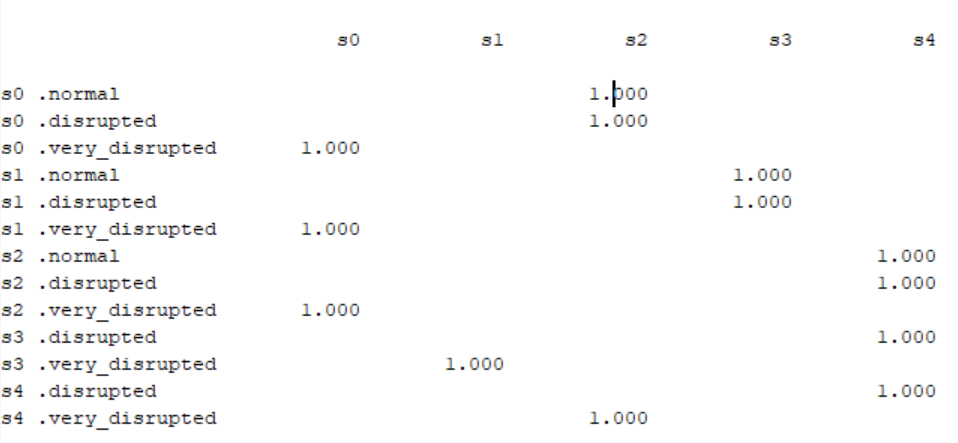 s0 s1 s2 s3 s4
s0 .normal 1.000
s0 .disrupted 1.000
s0 .very_disrupted 1.000
s1 .normal 1.000
s1 .disrupted 1.000
s1 .very_disrupted 1.000
s2 .normal 1.000
s2 .disrupted 1.000
s2 .very_disrupted 1.000
s3 .disrupted 1.000
s3 .very_disrupted 1.000
s4 .disrupted 1.000
s4 .very_disrupted 1.000